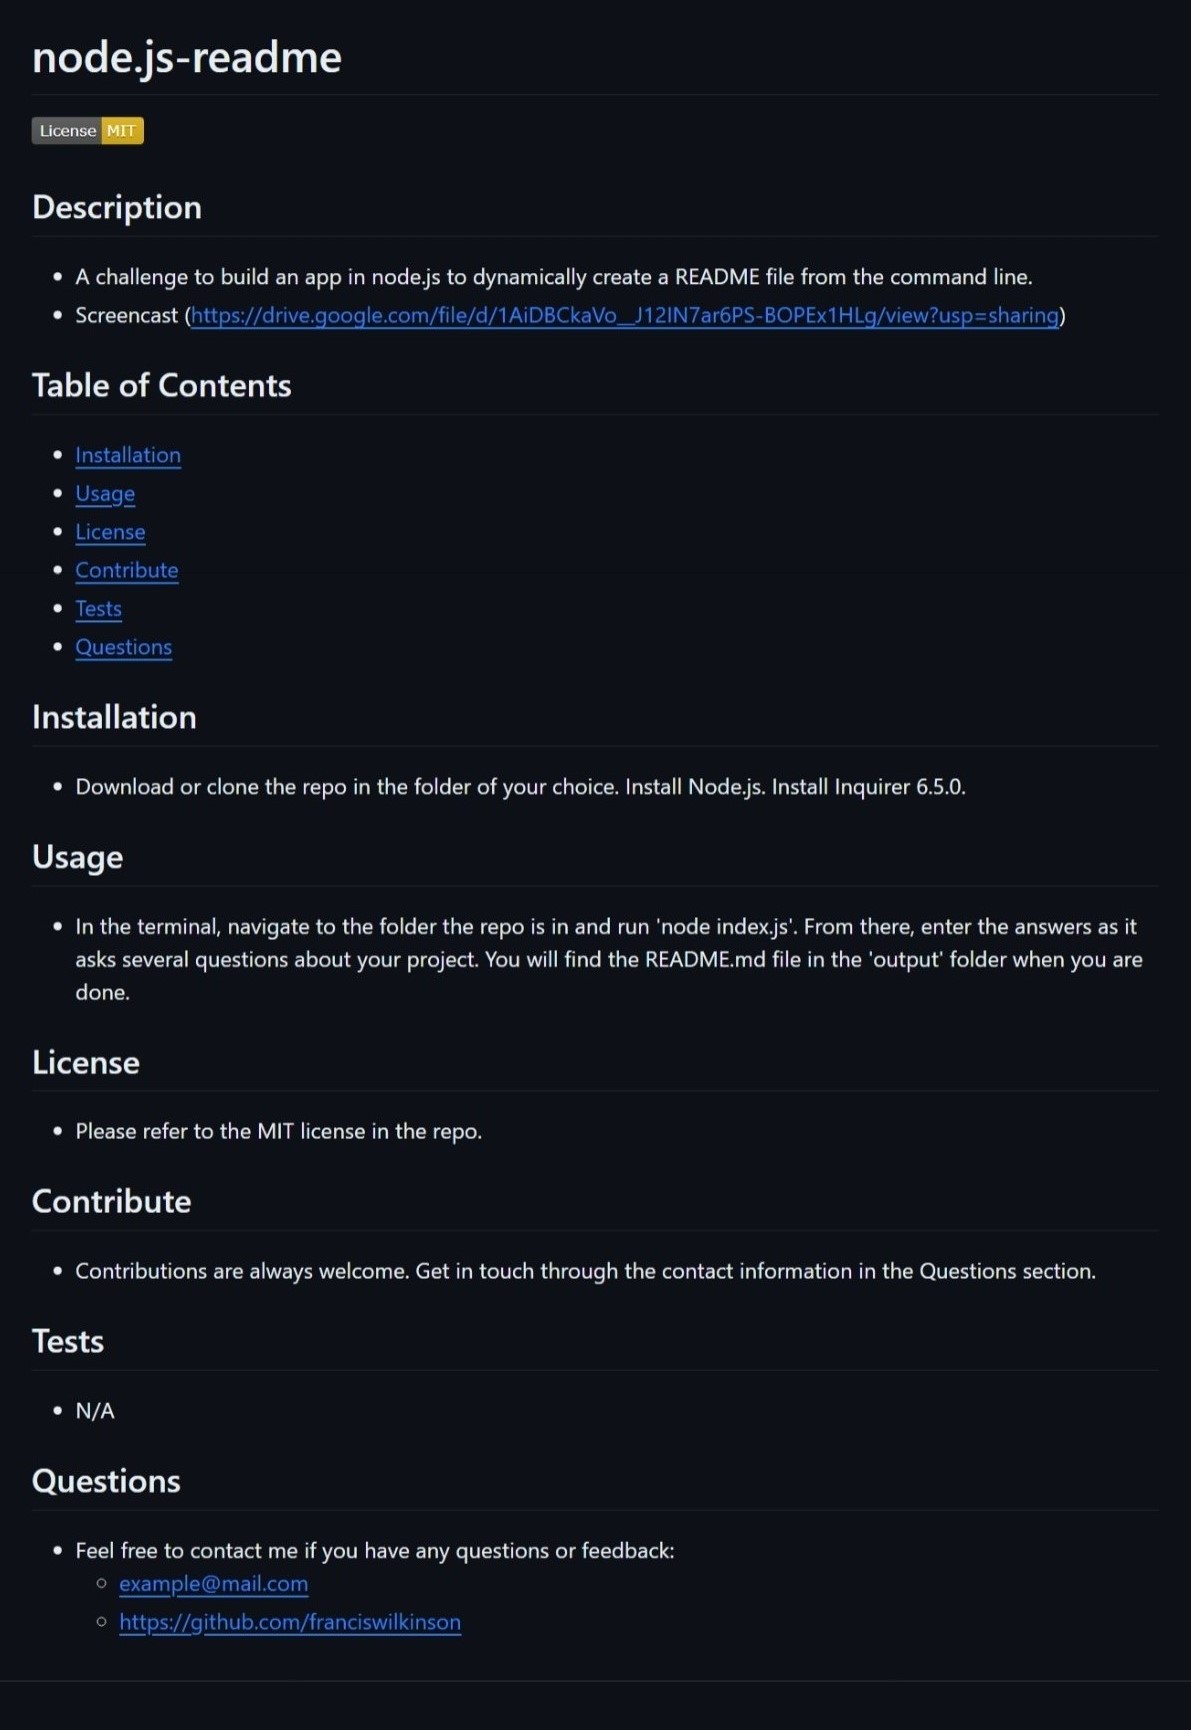 node.js-readme
License MIT
Description
A challenge to build an app in node.js to dynamically create a README file from the command line.
Screencast (https://drive.google.com/file/d/1AiDBCkaVo__J12IN7ar6PS-BOPEx1HLg/view?usp=sharing)
Table of Contents
Installation
Usage
License
Contribute
Tests
Questions
Installation
Download or clone the repo in the folder of your choice. Install Node.js. Install Inquirer 6.5.0.
Usage
In the terminal, navigate to the folder the repo is in and run 'node index.js'. From there, enter the answers as it
asks several questions about your project. You will find the README.md file in the 'output' folder when you are
done.
License
Please refer to the MIT license in the repo.
Contribute
Contributions are always welcome. Get in touch through the contact information in the Questions section.
Tests
N/A
Questions
Feel free to contact me if you have any questions or feedback:
example@mail.com
https://github.com/franciswilkinson